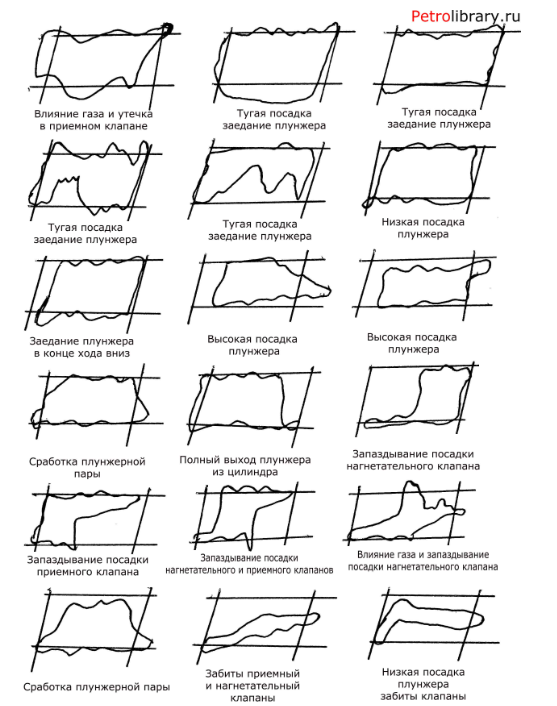 Petrolibrary.ru
Влияние газа и утечка
в приемном клапане
Тугая посадка
заедание плунжера
Тугая посадка
заедание плунжера
Тугая посадка
заедание плунжера
Тугая посадка
заедание плунжера
Низкая посадка
плунжера
Заедание плунжера
в конце хода вниз
Высокая посадка
плунжера
Высокая посадка
плунжера
Сработка плунжерной
пары
Полный выход плунжера
из цилиндра
Запаздывание посадки
нагнетательного клапана
Запаздывание посадки
приемного клапана
Запаздывание посадки
нагнетательного и приемного клапанов
Влияние газа и запаздывание
посадки нагнетательного клапана
Сработка плунжерной пары
Забиты приемный
и нагнетательный
клапаны
Низкая посадка
плунжера
забиты клапаны